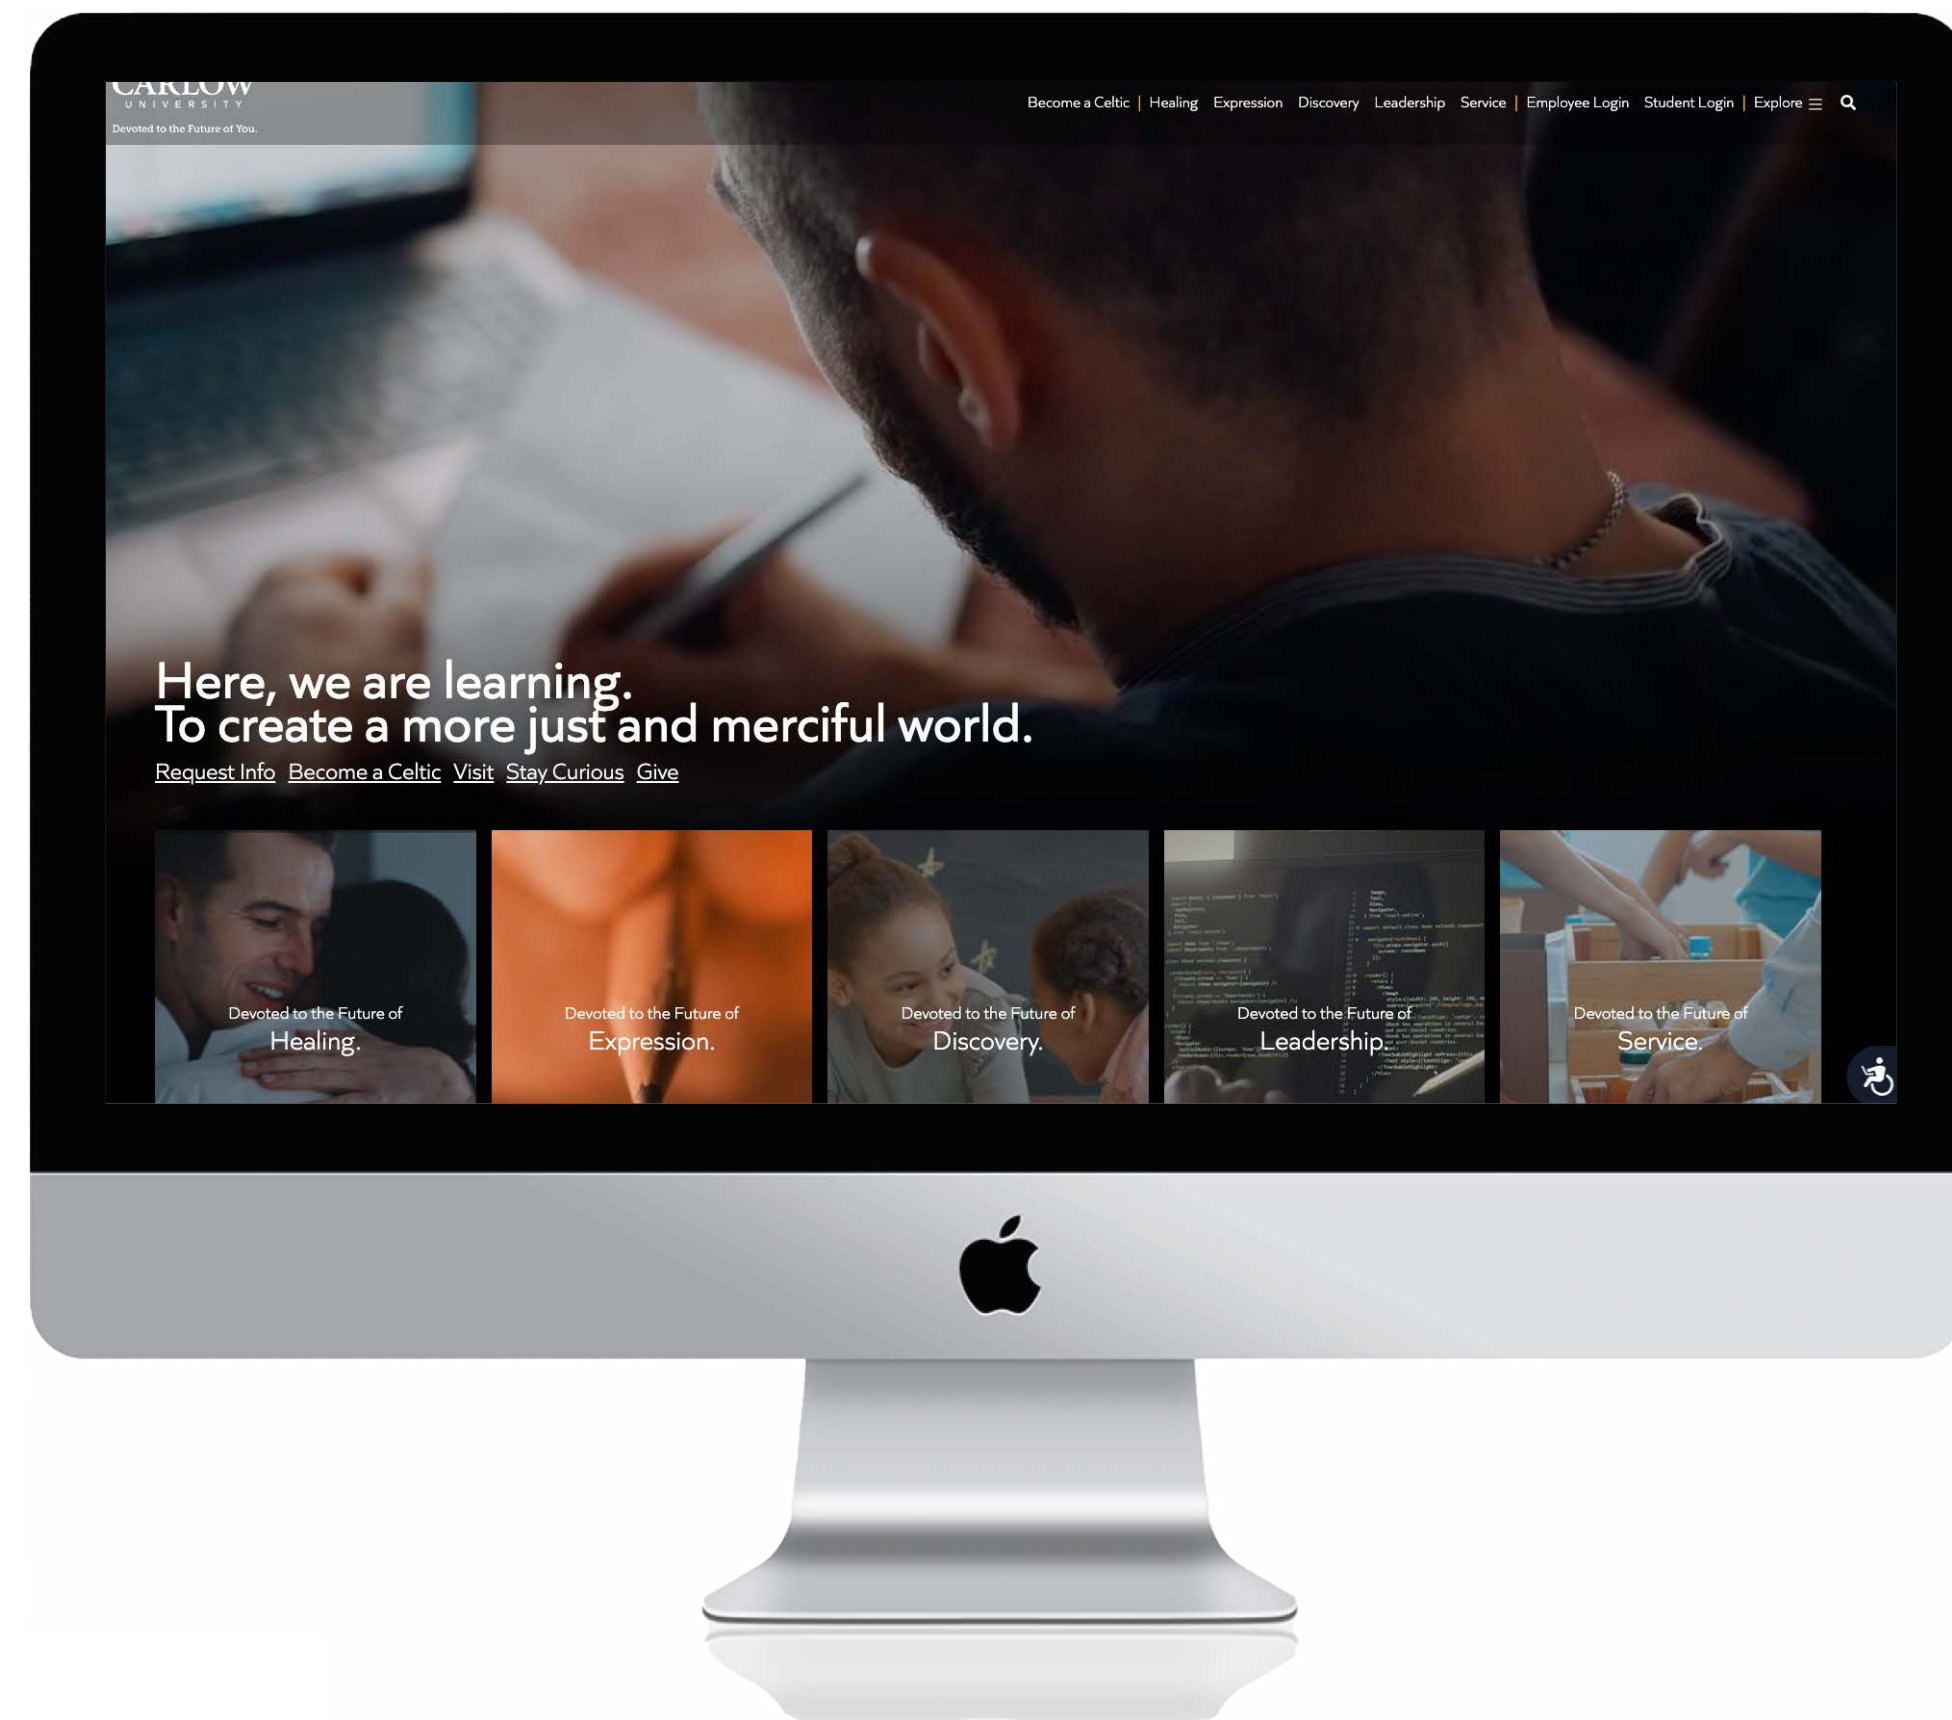 CARLOW
UNIVERSITY
Devoted to the Future of You.
Become a Celtic | Healing Expression Discovery Leadership Service | Employee Login Student Login | Explore
Here, we are learning.
To create a more just and merciful world.
Request Info Become a Celtic Visit Stay Curious Give
Devoted to the Future of
Healing.
Devoted to the Future of
Expression.
Devoted to the Future of
Discovery.
Devoted to the Future of
Leadership.
Devoted to the Future of
Service.